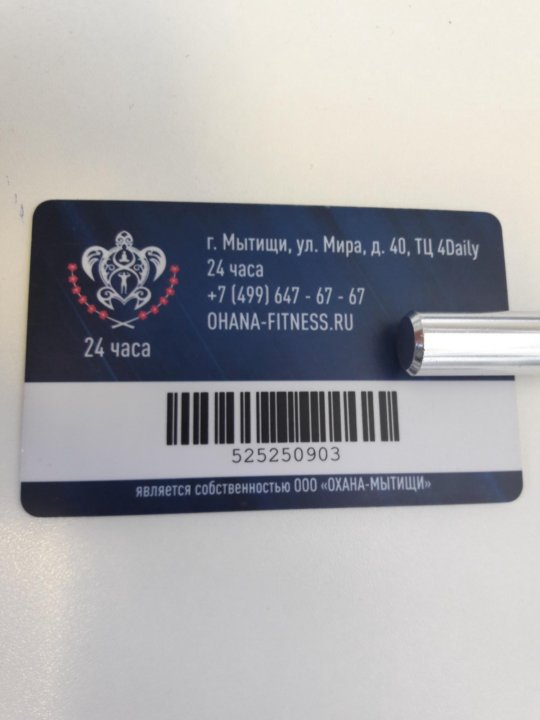 г. Мытищи, ул. Мира, д. 40, ТЦ 4Daily
24 часа
+7 (499) 647 - 67 - 67
OHANA-FITNESS.RU
24 часа
525250903
является собственностью ООО «ОХАНА-МЫТИЩИ»